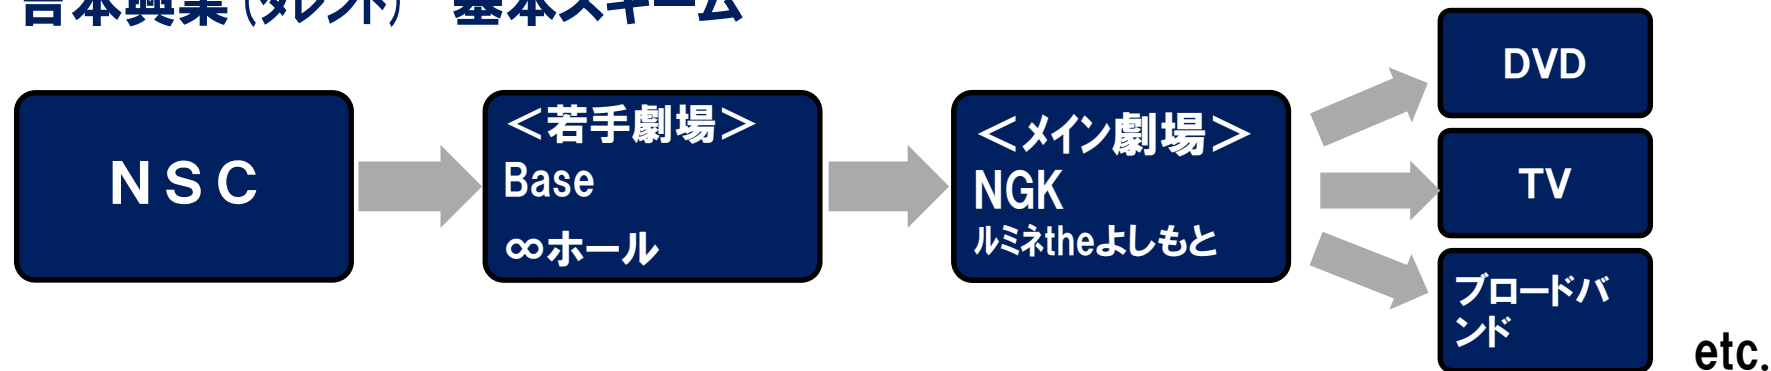 吉本興業(タレント) 基本スキーム
NSC
＜若手劇場＞
Base
∞ホール
＜メイン劇場＞
NGK
ルミネtheよしもと
DVD
TV
ブロードバ
ンド
etc.